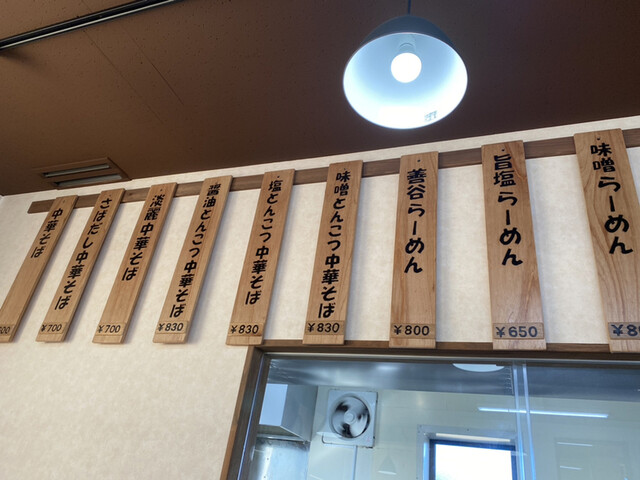 味噌らーめん
旨塩らーめん
¥650
善谷らーめん
¥800
味噌とんこつ中華そば
¥830
塩とんこつ中華そば
¥830
醤油とんこつ中華そば
¥830
淡麗中華そば
¥700
さばだし中華そば
¥700
中華そば